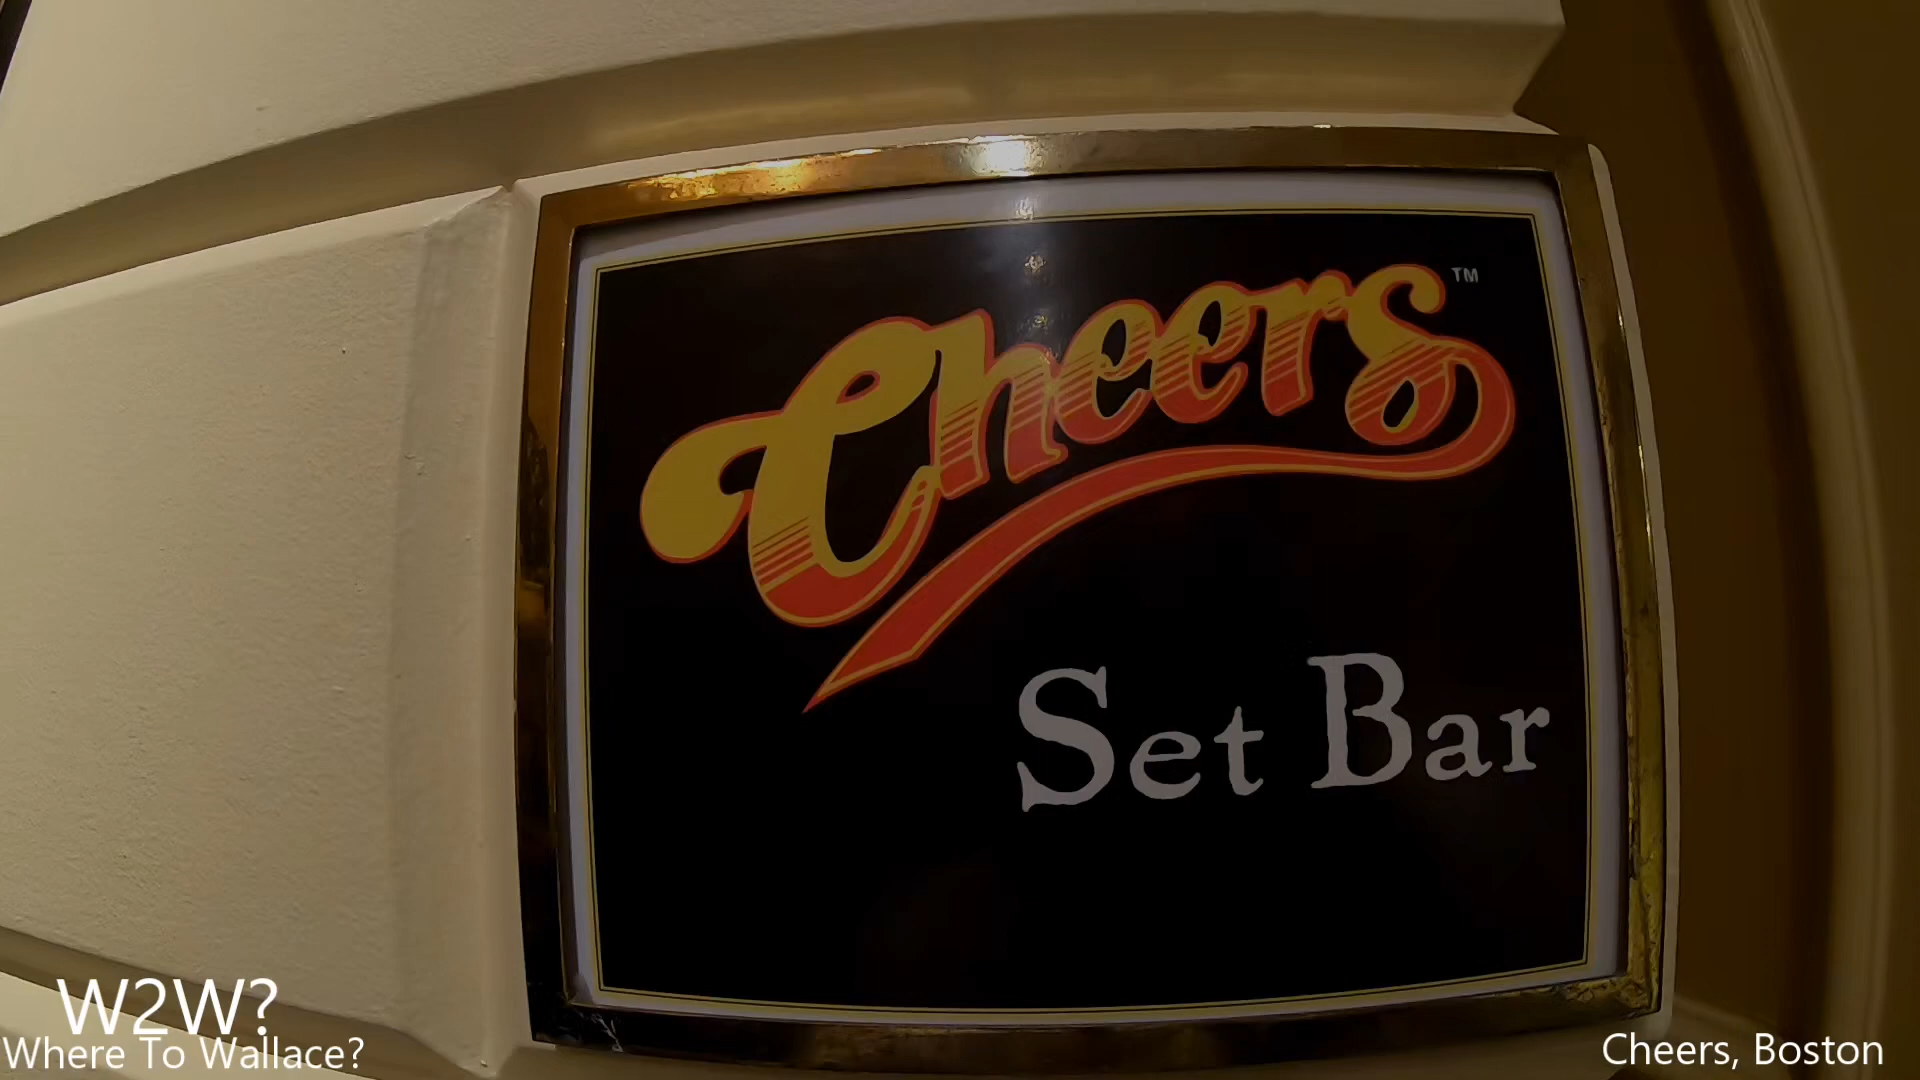 Cheers™
Set Bar
W2W?
Where To Wallace?
Cheers, Boston